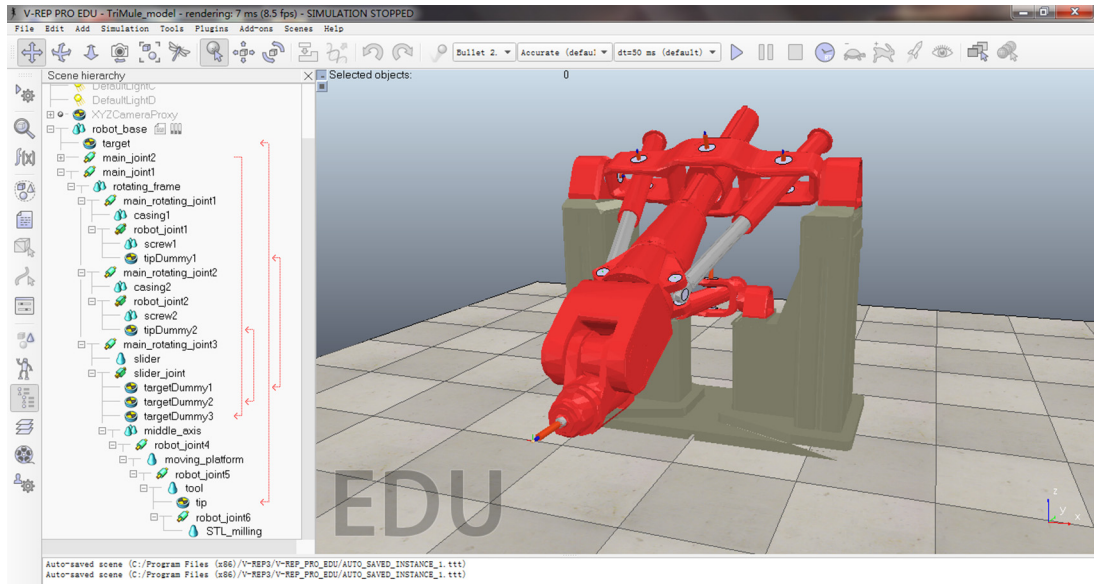 V-REP PRO EDU - TriMule_model - rendering: 7 ms (8.5 fps) - SIMULATION STOPPED
File Edit Add Simulation Tools Plugins Add-ons Scenes Help
Bullet 2. Accurate (defau dt=50 ms (default)
Scene hierarchy
Selected objects: 0
DefaultLightC
DefaultLightD
XYZCameraProxy
robot_base
target
main_joint2
main_joint1
rotating_frame
main_rotating_joint1
casing1
robot_joint1
screw1
tipDummy1
main_rotating_joint2
casing2
robot_joint2
screw2
tipDummy2
main_rotating_joint3
slider
slider_joint
targetDummy1
targetDummy2
targetDummy3
middle_axis
robot_joint4
moving_platform
robot_joint5
tool
tip
robot_joint6
STL_milling
f(x)
EDU
z
y
x
Auto-saved scene (C:/Program Files (x86)/V-REP3/V-REP_PRO_EDU/AUTO_SAVED_INSTANCE_1.ttt)
Auto-saved scene (C:/Program Files (x86)/V-REP3/V-REP_PRO_EDU/AUTO_SAVED_INSTANCE_1.ttt)